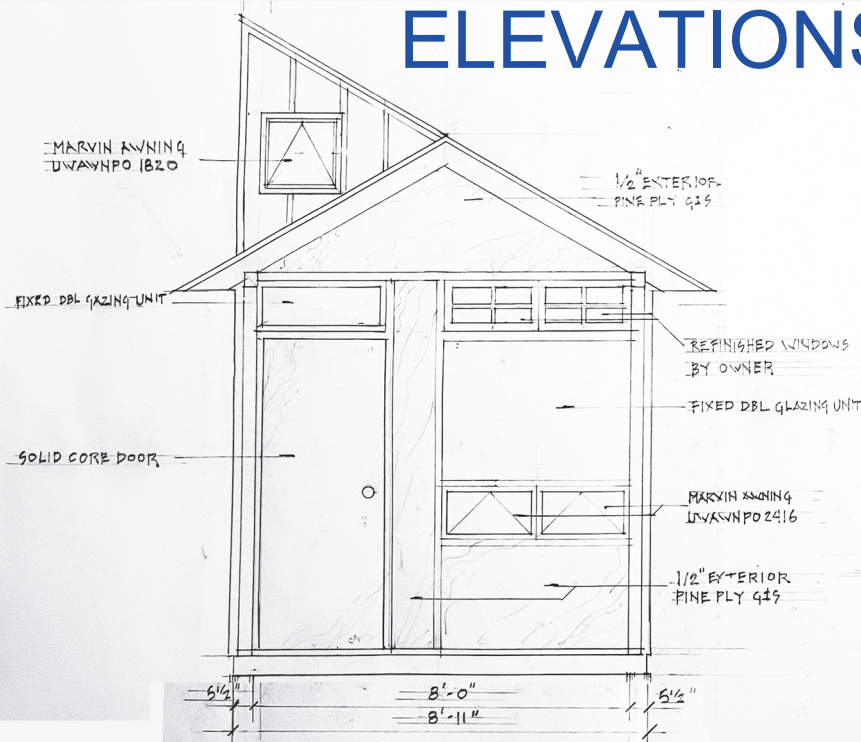 ELEVATIONS
MARVIN AWNING
UWAWNPO 1820
1/2" EXTERIOR
PINE PLY G1S
FIXED DBL GAZING UNIT
REFINISHED WINDOWS
BY OWNER
FIXED DBL GLAZING UNIT
SOLID CORE DOOR
MARVIN AWNING
UWAWNPO 2416
1/2" EXTERIOR
PINE PLY G1S
5 1/2" 8'-0" 5 1/2"
8'-11"